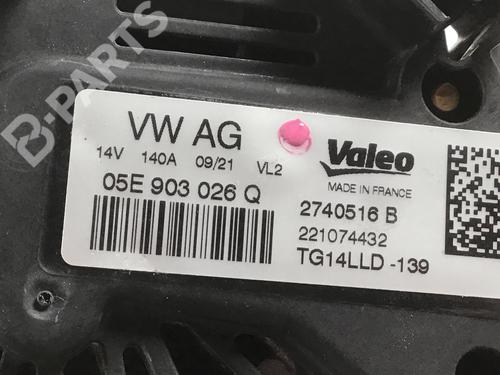 B-PARTS
VW AG
14V 140A 09/21 VL2
05E 903 026 Q
Valeo
MADE IN FRANCE
2740516 B
221074432
TG14LLD -139